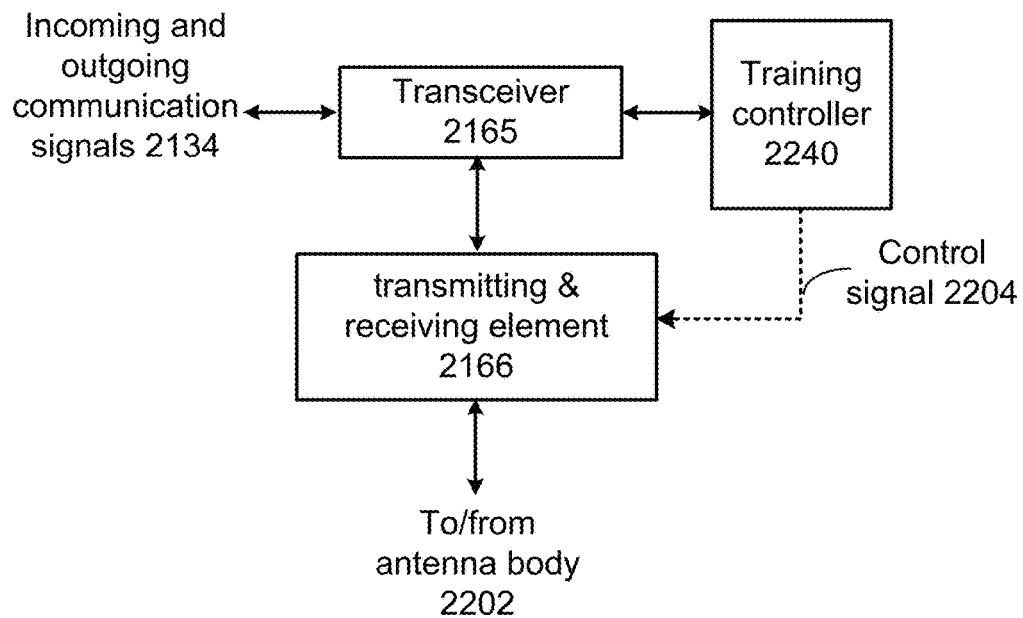 Incoming and
outgoing
communication
signals 2134
Transceiver
2165
Training
controller
2240
Control
signal 2204
transmitting &
receiving element
2166
To/from
antenna body
2202